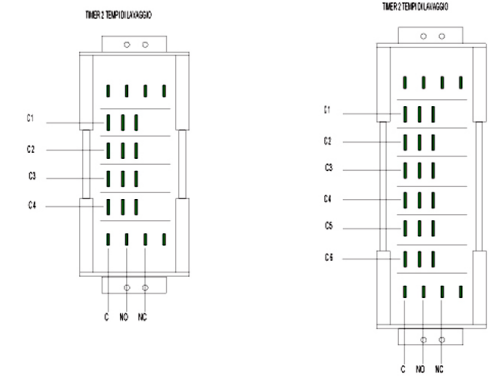 TIMER 2 TEMPI DI LAVAGGIO
C1
C2
C3
C4
C NO NC
TIMER 2 TEMPI DI LAVAGGIO
C1
C2
C3
C4
C5
C6
C NO NC